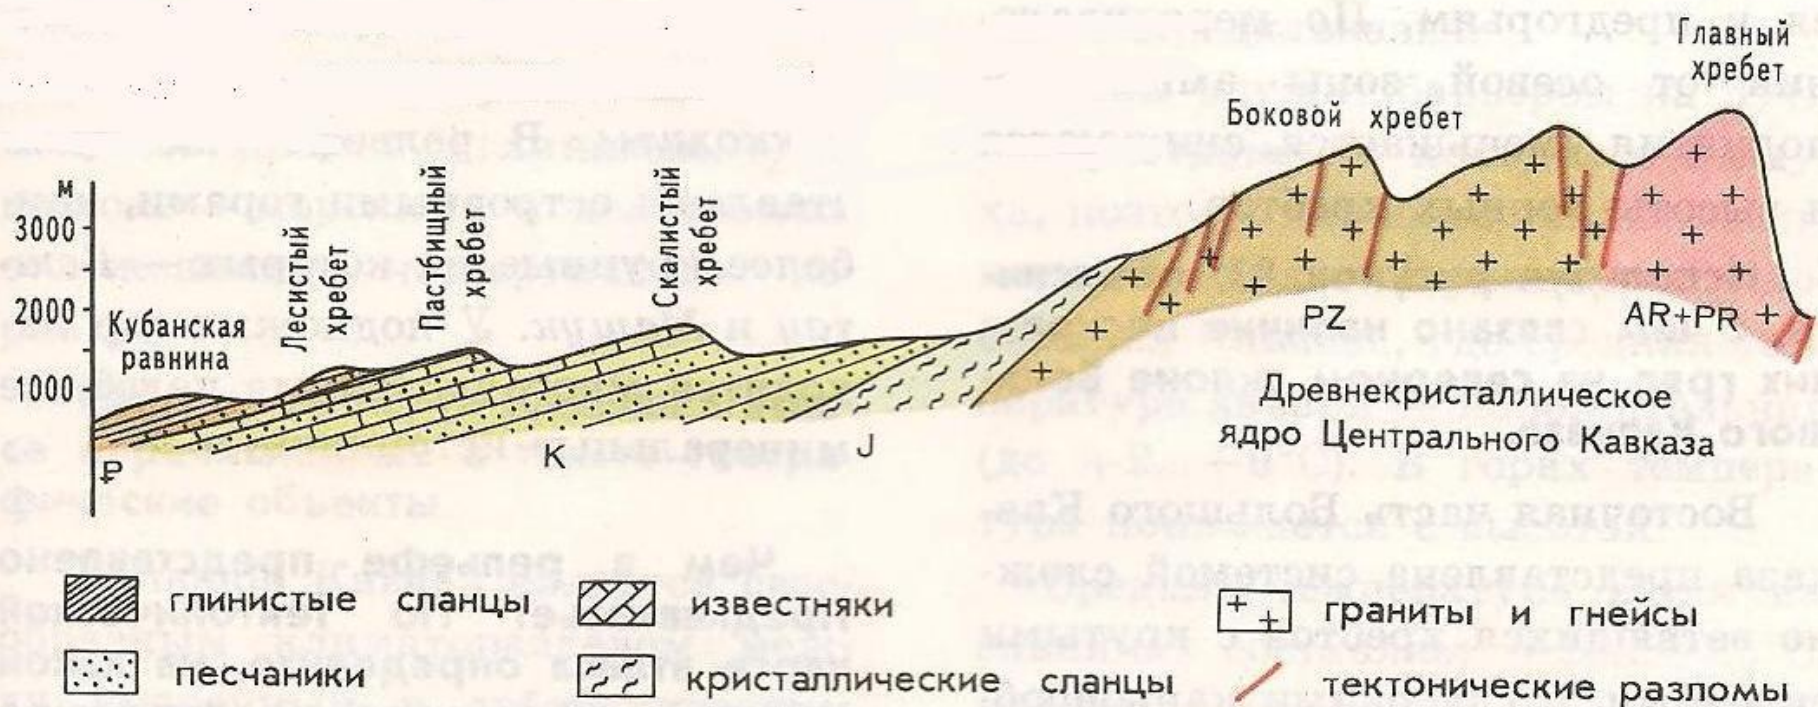 Главный
хребет
Боковой хребет
м
3000
2000
1000
Кубанская
равнина
Лесистый
хребет
Пастбищный
хребет
Скалистый
хребет
₽
K
J
PZ
AR+PR
Древнекристаллическое
ядро Центрального Кавказа
глинистые сланцы
известняки
граниты и гнейсы
песчаники
кристаллические сланцы
тектонические разломы